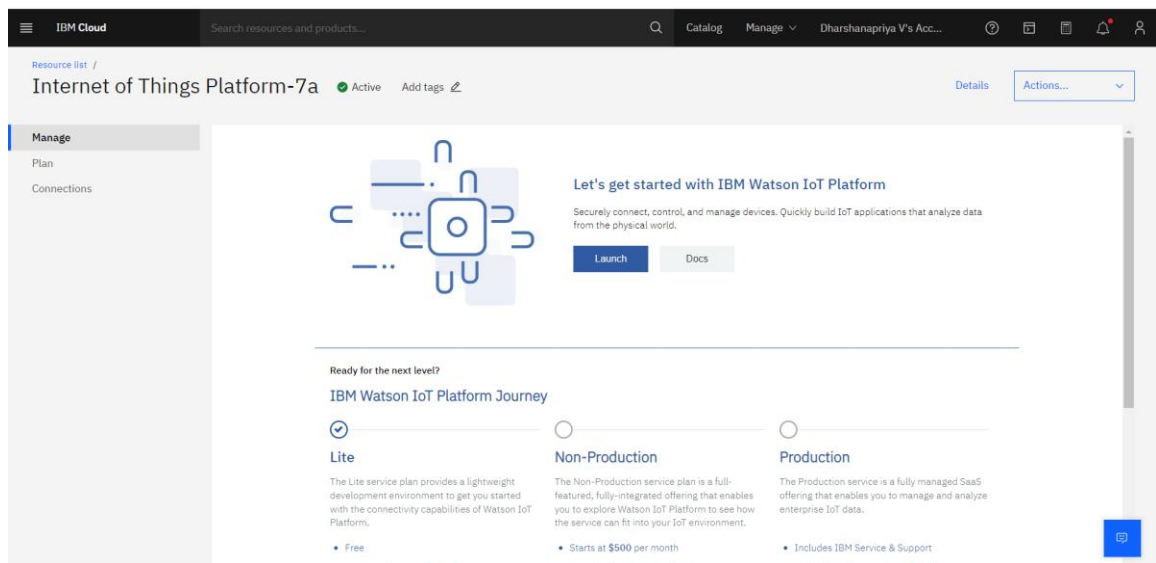 IBM Cloud
Search resources and products...
Catalog
Manage
Dharshanapriya V's Acc...
Resource list /
Internet of Things Platform-7a
Active
Add tags
Details
Actions...
Manage
Plan
Connections
Let's get started with IBM Watson IoT Platform
Securely connect, control, and manage devices. Quickly build IoT applications that analyze data
from the physical world.
Launch
Docs
Ready for the next level?
IBM Watson IoT Platform Journey
Lite
The Lite service plan provides a lightweight
development environment to get you started
with the connectivity capabilities of Watson IoT
Platform.
• Free
Non-Production
The Non-Production service plan is a full-
featured, fully-integrated offering that enables
you to explore Watson IoT Platform to see how
the service can fit into your IoT environment.
• Starts at $500 per month
Production
The Production service is a fully managed SaaS
offering that enables you to manage and analyze
enterprise IoT data.
• Includes IBM Service & Support